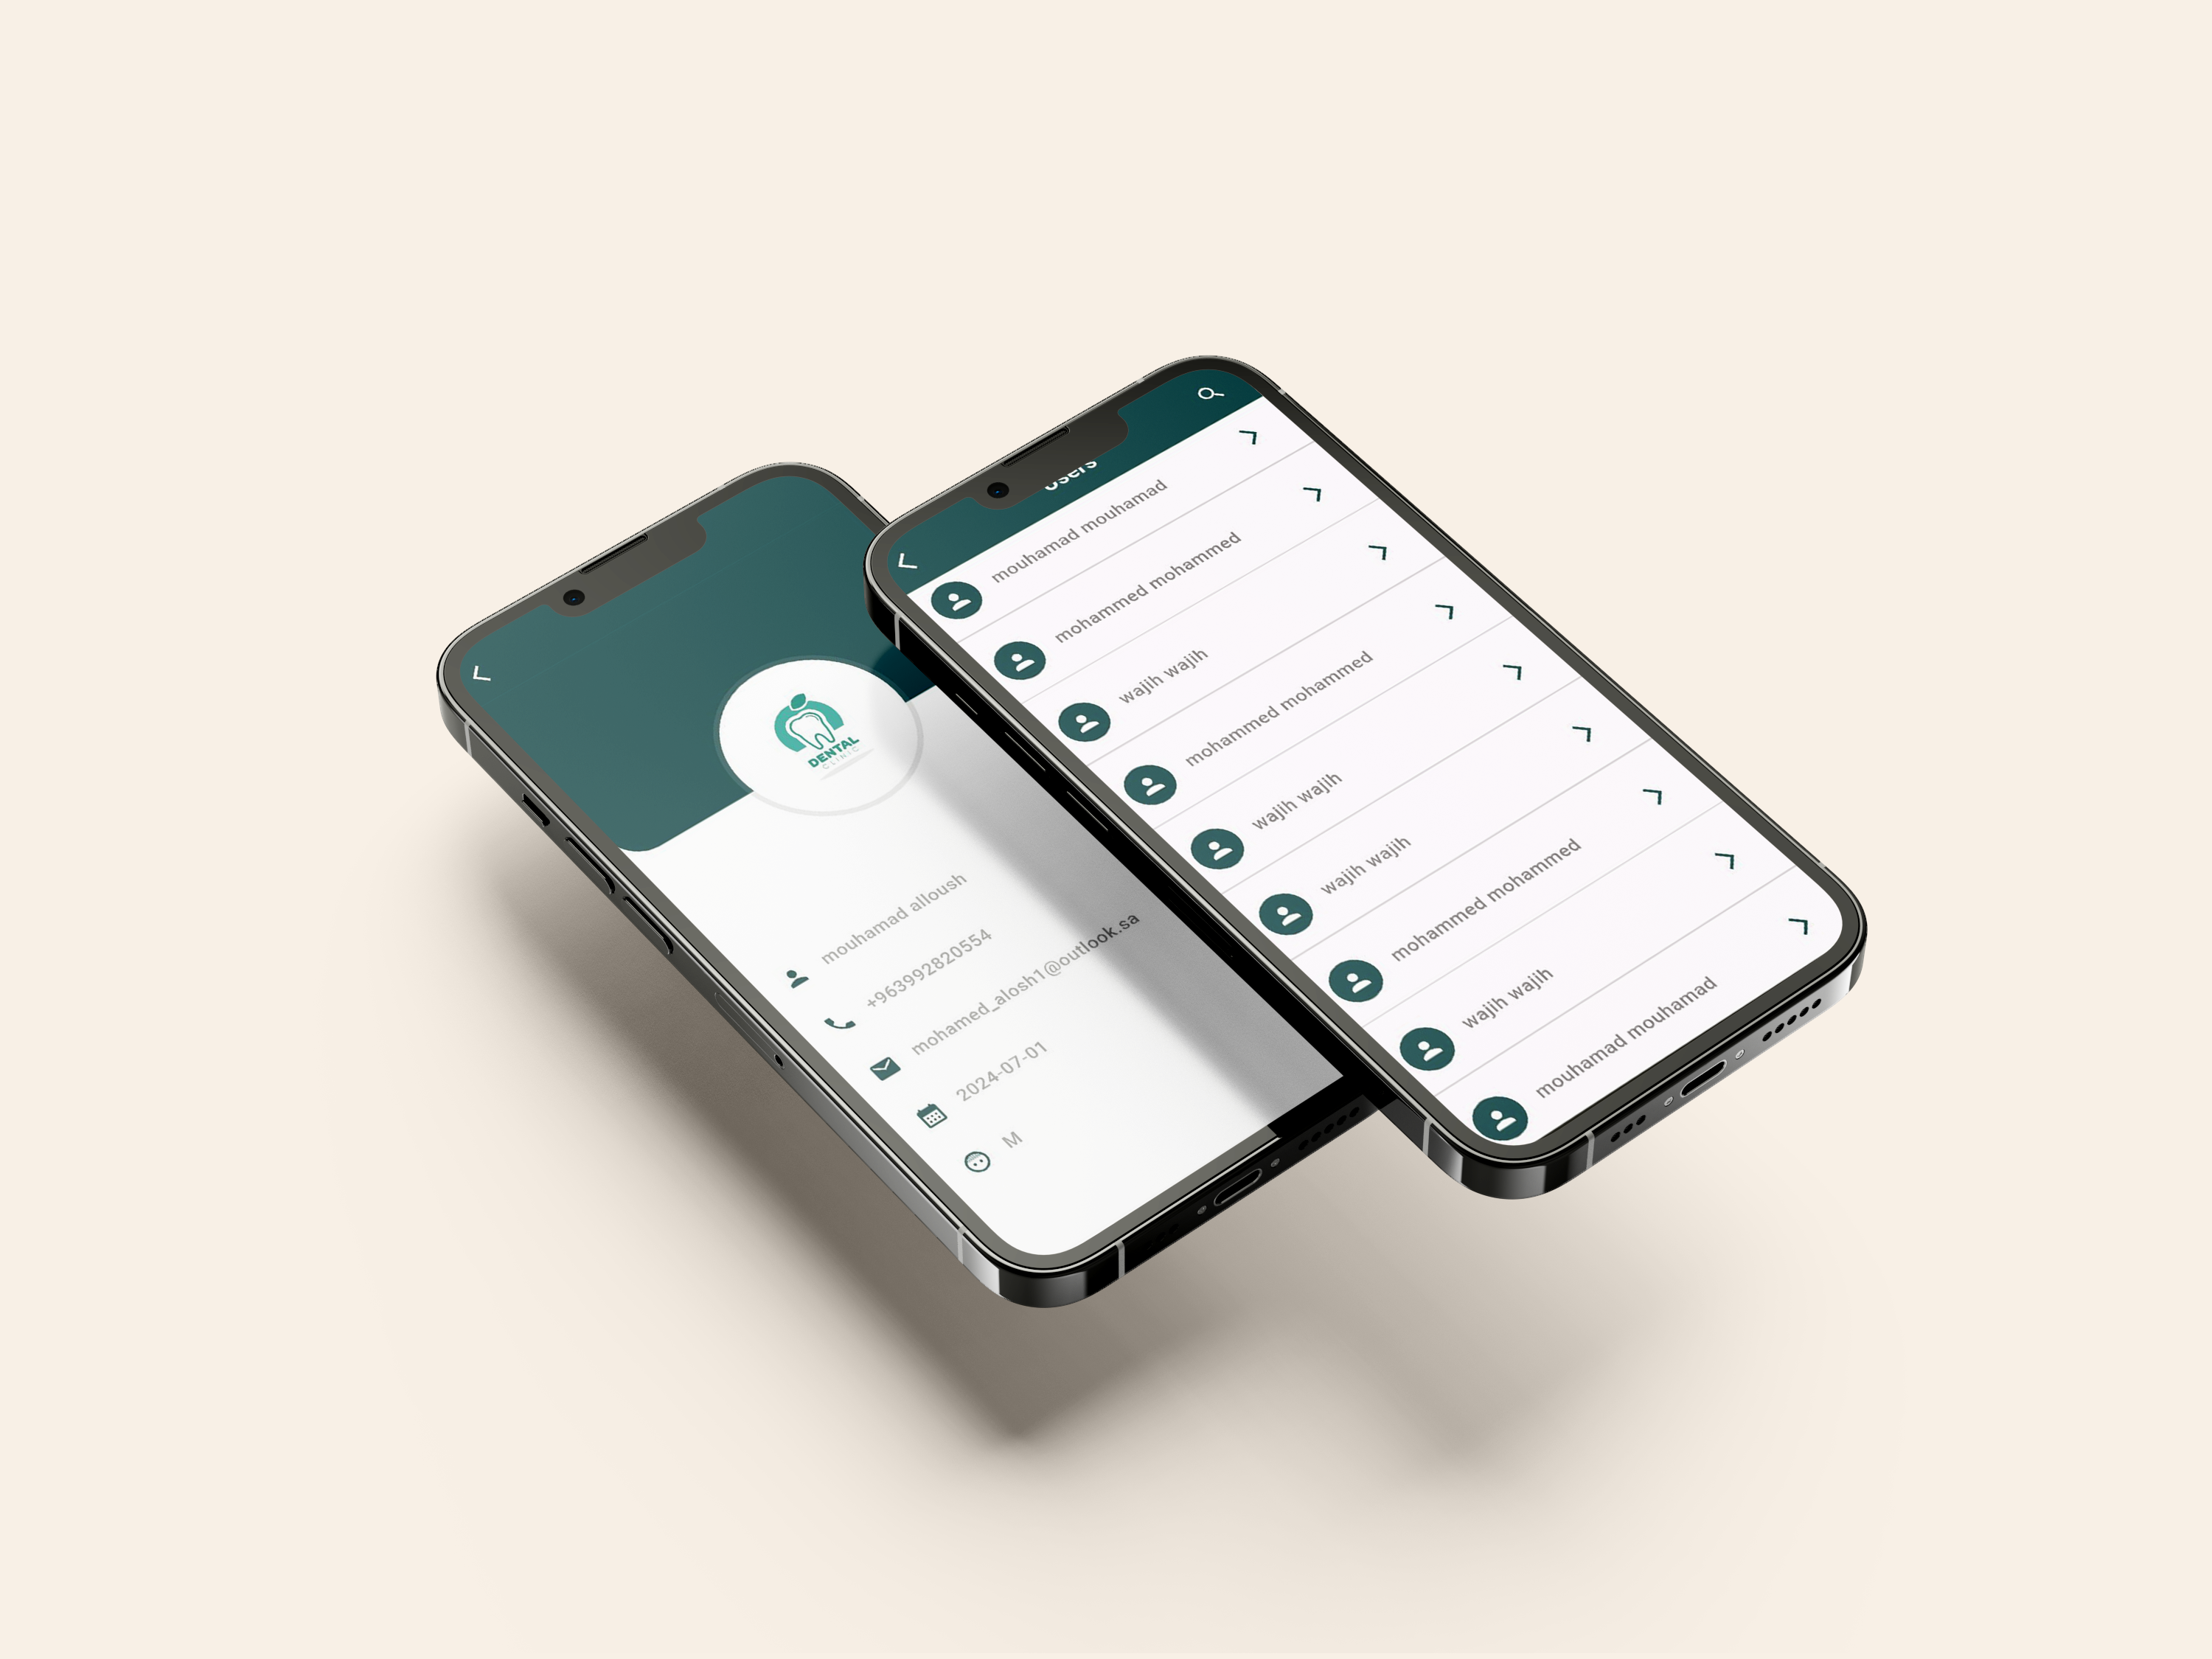 DENTAL
CLINIC
mouhamad alloush
+963992820554
mohamed_alosh1@outlook.sa
2024-07-01
M
Users
mouhamad mouhamad
mohammed mohammed
wajih wajih
mohammed mohammed
wajih wajih
wajih wajih
mohammed mohammed
wajih wajih
mouhamad mouhamad